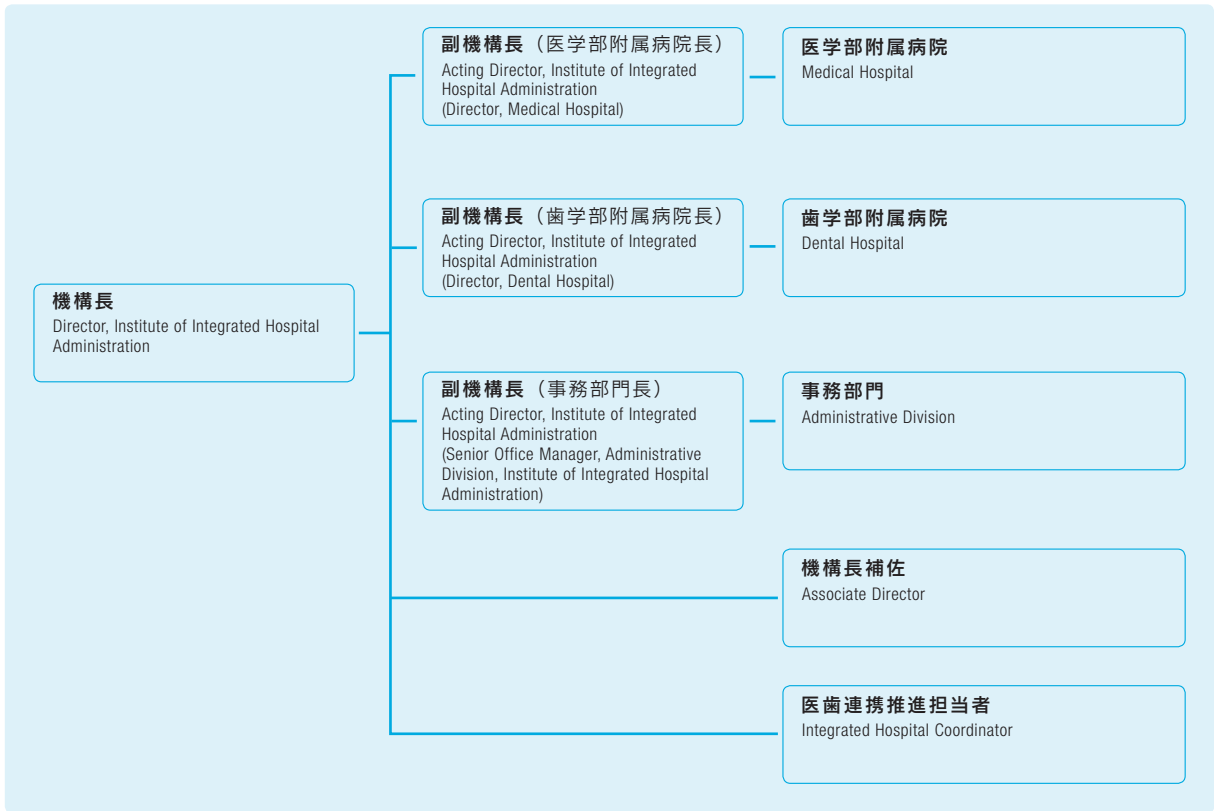 機構長
Director, Institute of Integrated Hospital
Administration
副機構長（医学部附属病院長）
Acting Director, Institute of Integrated
Hospital Administration
(Director, Medical Hospital)
医学部附属病院
Medical Hospital
副機構長（歯学部附属病院長）
Acting Director, Institute of Integrated
Hospital Administration
(Director, Dental Hospital)
歯学部附属病院
Dental Hospital
副機構長（事務部門長）
Acting Director, Institute of Integrated
Hospital Administration
(Senior Office Manager, Administrative
Division, Institute of Integrated Hospital
Administration)
事務部門
Administrative Division
機構長補佐
Associate Director
医歯連携推進担当者
Integrated Hospital Coordinator